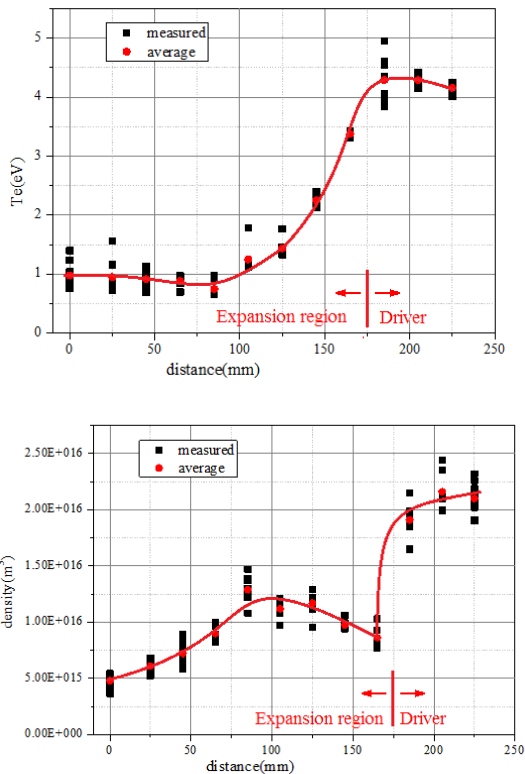 5
4
3
2
1
0
Te(eV)
measured
average
Expansion region
Driver
0
50
100
150
200
250
distance(mm)
2.50E+016
2.00E+016
1.50E+016
1.00E+016
5.00E+015
0.00E+000
density(m³)
measured
average
Expansion region
Driver
0
50
100
150
200
250
distance(mm)